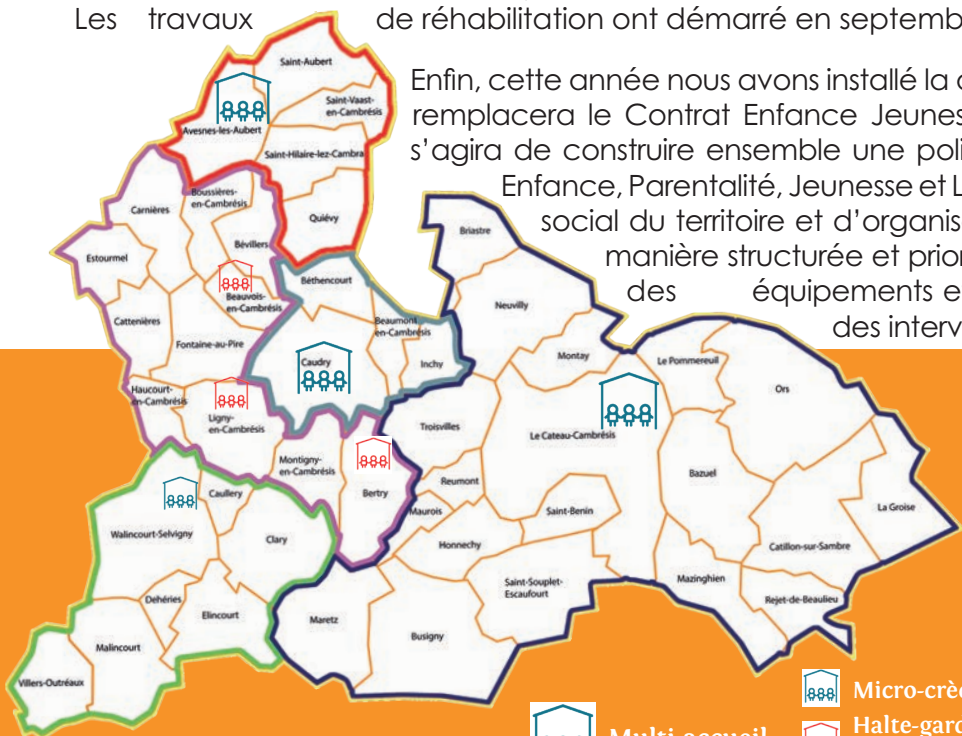 Les travaux de réhabilitation ont démarré en septemb
Enfin, cette année nous avons installé la
remplacera le Contrat Enfance Jeunes
s'agira de construire ensemble une poli
Enfance, Parentalité, Jeunesse et L
social du territoire et d'organis
manière structurée et prior
des équipements e
des interv
Saint-Aubert
Saint-Vaast-
en-Cambrésis
Avesnes-les-Aubert
Saint-Hilaire-lez-Cambrai
Quiévy
Boussières-
en-Cambrésis
Carnières
Bévillers
Estourmel
Beauvois-
en-Cambrésis
Cattenières
Fontaine-au-Pire
Haucourt-
en-Cambrésis
Ligny-
en-Cambrésis
Montigny-
en-Cambrésis
Bertry
Béthencourt
Beaumont-
en-Cambrésis
Caudry
Inchy
Briastre
Neuvilly
Montay
Le Pommereuil
Ors
Troisvilles
Le Cateau-Cambrésis
Bazuel
Reumont
La Groise
Maurois
Saint-Benin
Honnechy
Catillon-sur-Sambre
Saint-Souplet-
Escaufourt
Mazinghien
Rejet-de-Beaulieu
Maretz
Busigny
Caullery
Walincourt-Selvigny
Clary
Dehéries
Elincourt
Malincourt
Villers-Outréaux
Multi-accueil
Micro-crè
Halte-gard